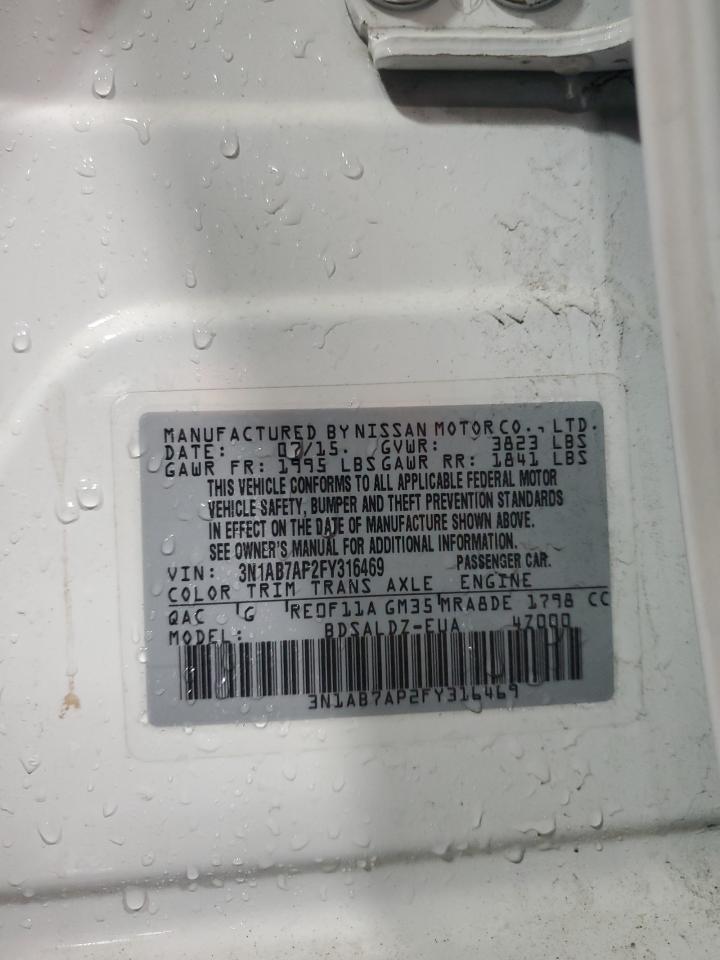 MANUFACTURED BY NISSAN MOTOR CO., LTD.
DATE: 07/15. GVWR: 3823 LBS
GAWR FR: 1995 LBS GAWR RR: 1841 LBS
THIS VEHICLE CONFORMS TO ALL APPLICABLE FEDERAL MOTOR
VEHICLE SAFETY, BUMPER AND THEFT PREVENTION STANDARDS
IN EFFECT ON THE DATE OF MANUFACTURE SHOWN ABOVE.
SEE OWNER'S MANUAL FOR ADDITIONAL INFORMATION.
VIN: 3N1AB7AP2FY316469 PASSENGER CAR.
COLOR TRIM TRANS AXLE ENGINE
QAC G RE0F11A GM35 MRA8DE 1798 CC
MODEL: BDSALDZ-EUA 47000
3N1AB7AP2FY316469